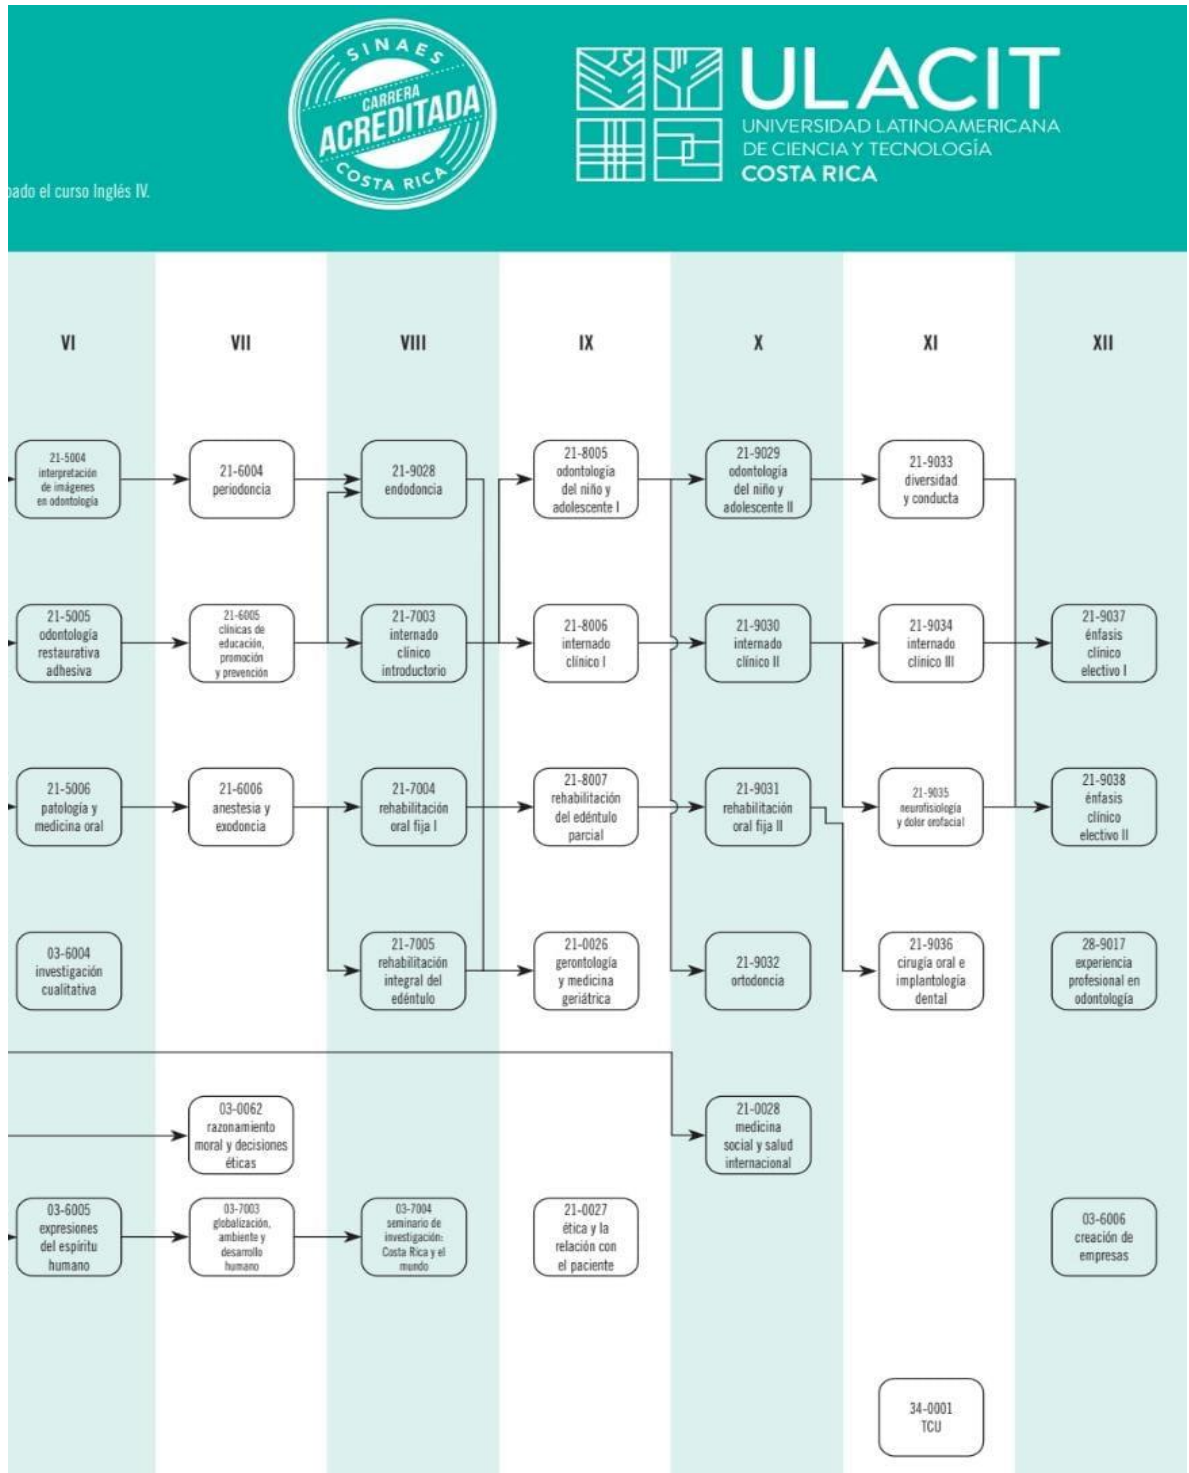 SINAES
CARRERA
ACREDITADA
COSTA RICA
ULACIT
UNIVERSIDAD LATINOAMERICANA
DE CIENCIA Y TECNOLOGÍA
COSTA RICA
el curso Inglés IV.
VI
VII
VIII
IX
X
XI
XII
21-5004
interpretación
de imágenes
en odontología
21-6004
periodoncia
21-9028
endodoncia
21-8005
odontología
del niño y
adolescente I
21-9029
odontología
del niño y
adolescente II
21-9033
diversidad
y conducta
21-5005
odontología
restaurativa
adhesiva
21-6005
clínicas de
educación,
promoción
y prevención
21-7003
internado
clínico
introductorio
21-8006
internado
clínico I
21-9030
internado
clínico II
21-9034
internado
clínico III
21-9037
énfasis
clínico
electivo I
21-5006
patología y
medicina oral
21-6006
anestesia y
exodoncia
21-7004
rehabilitación
oral fija I
21-8007
rehabilitación
del edéntulo
parcial
21-9031
rehabilitación
oral fija II
21-9035
neurofisiología
y dolor orofacial
21-9038
énfasis
clínico
electivo II
03-6004
investigación
cualitativa
21-7005
rehabilitación
integral del
edéntulo
21-0026
gerontología
y medicina
geriátrica
21-9032
ortodoncia
21-9036
cirugía oral e
implantología
dental
28-9017
experiencia
profesional en
odontología
03-0062
razonamiento
moral y decisiones
éticas
21-0028
medicina
social y salud
internacional
03-6005
expresiones
del espíritu
humano
03-7003
globalización,
ambiente y
desarrollo
humano
03-7004
seminario de
investigación:
Costa Rica y el
mundo
21-0027
ética y la
relación con
el paciente
03-6006
creación de
empresas
34-0001
TCU